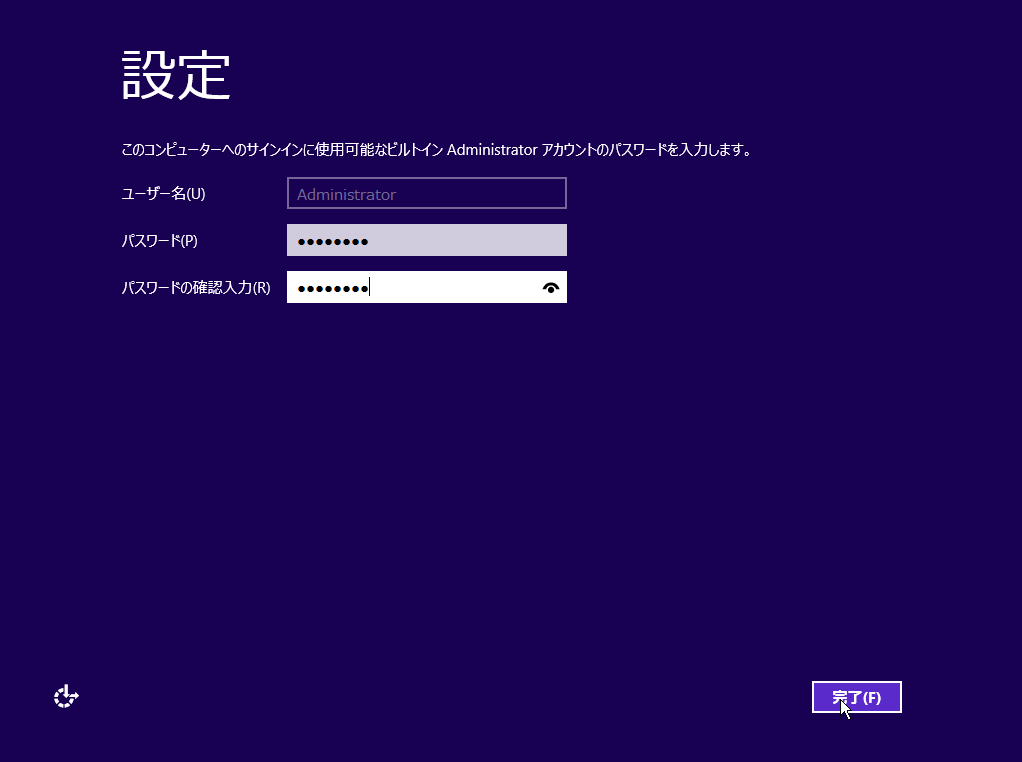 設定
このコンピューターへのサインインに使用可能なビルトイン Administrator アカウントのパスワードを入力します。
ユーザー名(U)
Administrator
パスワード(P)
●●●●●●●●
パスワードの確認入力(R)
●●●●●●●●
完了(F)